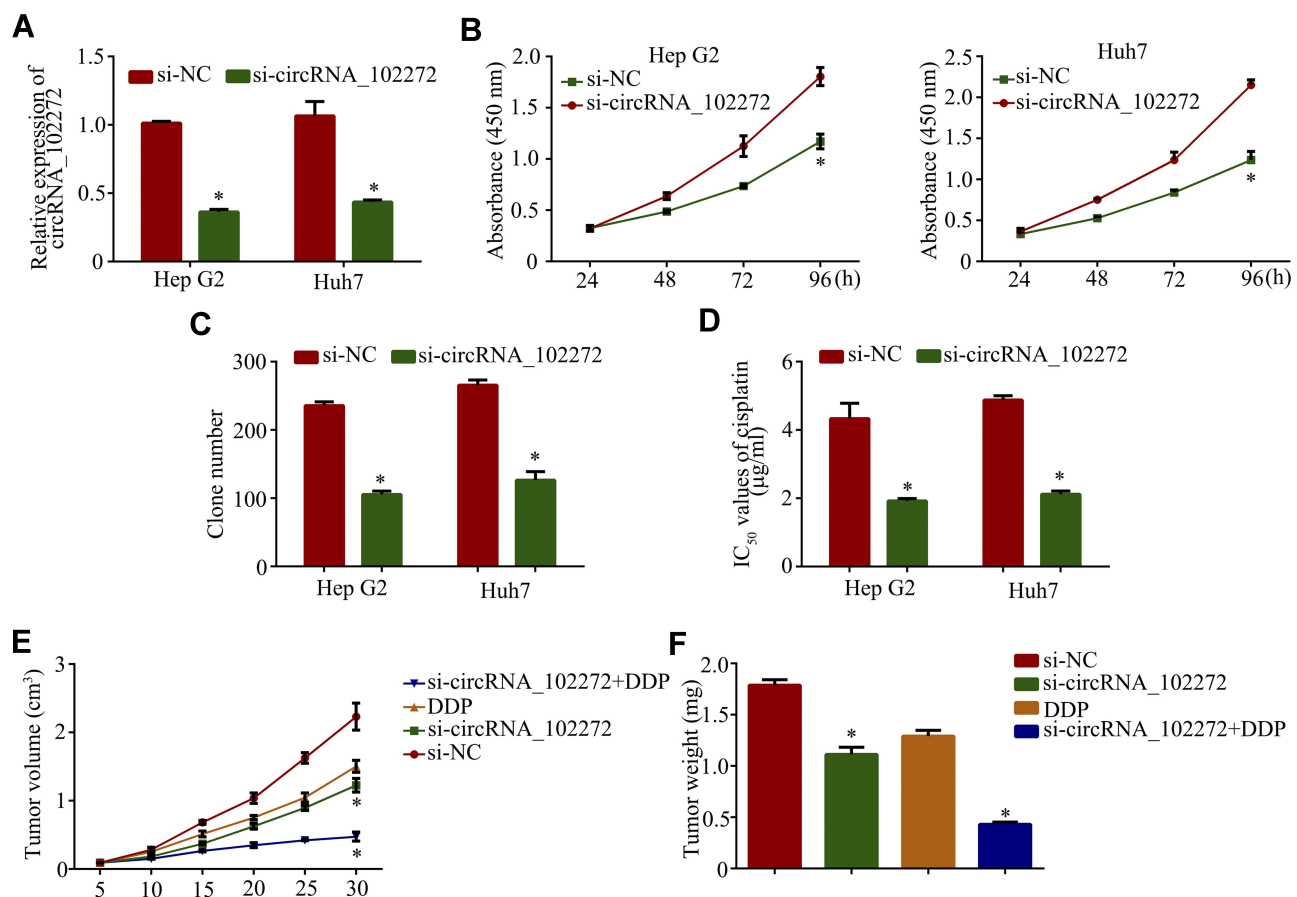 A
Relative expression of
circRNA_102272
1.5
1.0
0.5
0
si-NC
si-circRNA_102272
*
*
Hep G2
Huh7
B
Hep G2
Absorbance (450 nm)
2.0
1.5
1.0
0.5
0
si-NC
si-circRNA_102272
*
24 48 72 96 (h)
Huh7
Absorbance (450 nm)
2.5
2.0
1.5
1.0
0.5
0
si-NC
si-circRNA_102272
*
24 48 72 96 (h)
C
Clone number
300
200
100
0
si-NC
si-circRNA_102272
*
*
Hep G2
Huh7
D
IC50 values of cisplatin
(μg/ml)
6
4
2
0
si-NC
si-circRNA_102272
*
*
Hep G2
Huh7
E
Tumor volume (cm³)
3
2
1
0
si-circRNA_102272+DDP
DDP
si-circRNA_102272
si-NC
*
*
5 10 15 20 25 30
F
Tumor weight (mg)
2.0
1.5
1.0
0.5
0
si-NC
si-circRNA_102272
DDP
si-circRNA_102272+DDP
*
*